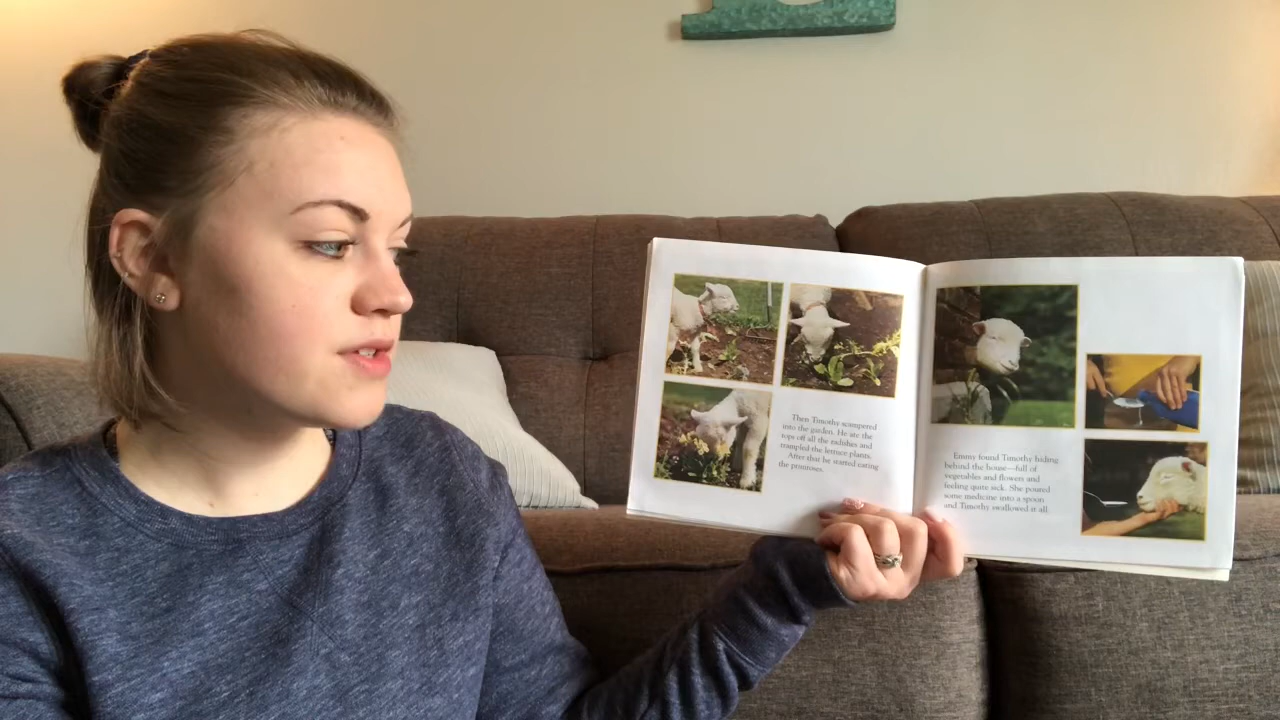 Then Timothy scampered
into the garden. He ate the
tops off all the radishes and
trampled the lettuce plants.
After that he started eating
the primroses.
Emmy found Timothy hiding
behind the house—full of
vegetables and flowers and
feeling quite sick. She poured
some medicine into a spoon
and Timothy swallowed it all.